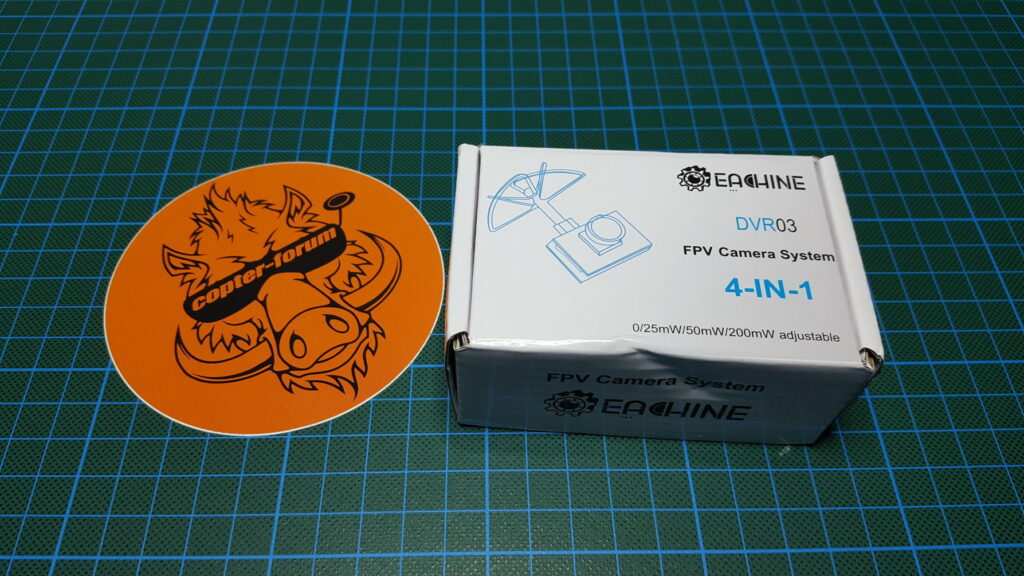 copter-forum
EACHINE
DVR03
FPV Camera System
4-IN-1
0/25mW/50mW/200mW adjustable
FPV Camera System
EACHINE